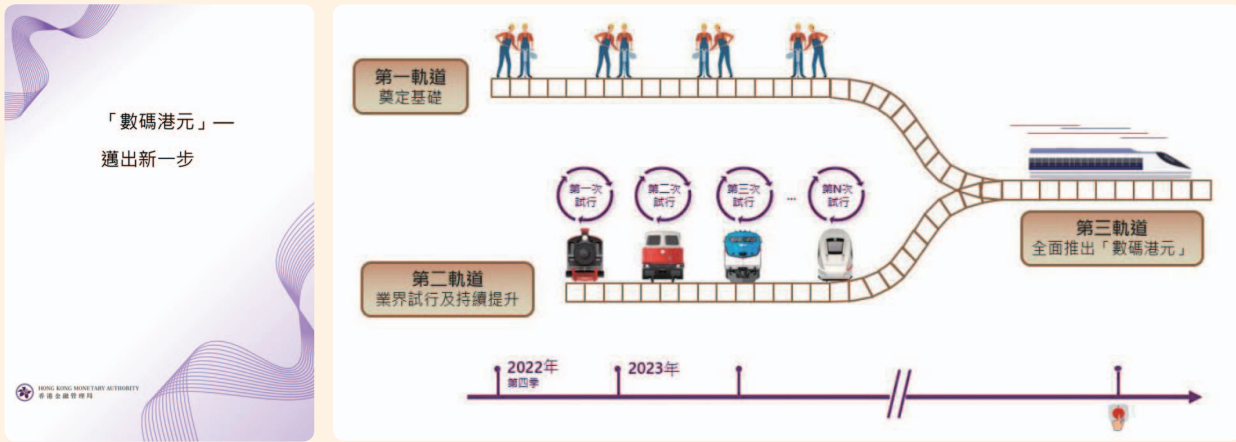 「數碼港元」—
邁出新一步
HONG KONG MONETARY AUTHORITY
香港金融管理局
第一軌道
奠定基礎
第一次
試行
第二次
試行
第三次
試行
...
第N次
試行
第二軌道
業界試行及持續提升
第三軌道
全面推出「數碼港元」
2022年
第四季
2023年